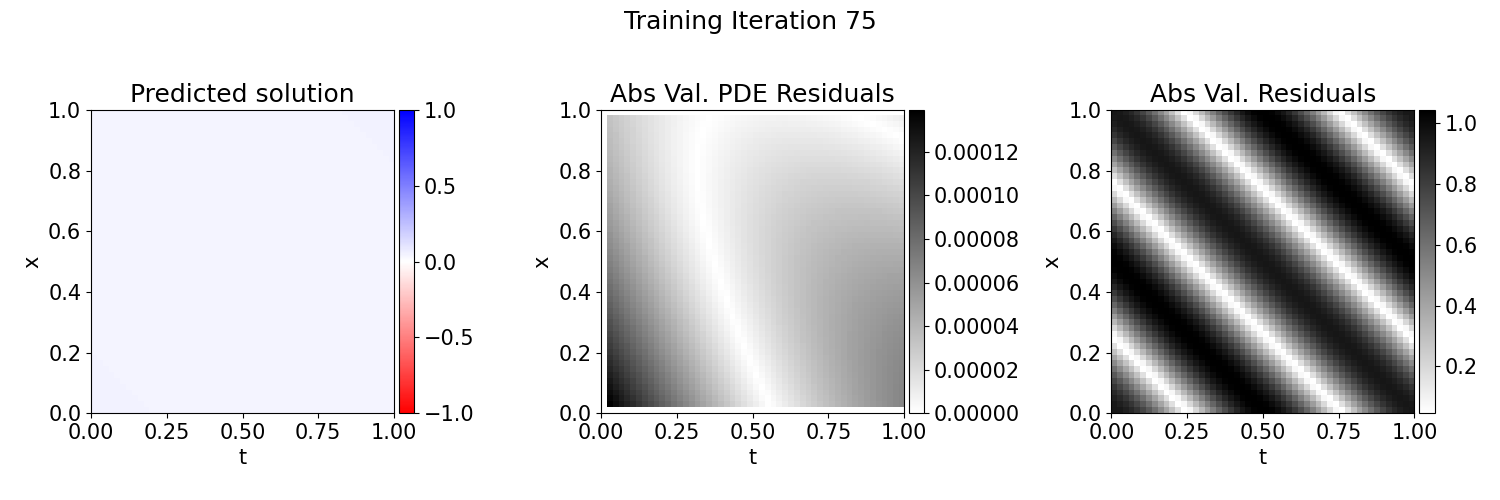 Training Iteration 75
Predicted solution
1.0
0.8
0.6
0.4
0.2
0.0
x
0.00 0.25 0.50 0.75 1.00
t
1.0
0.5
0.0
−0.5
−1.0
Abs Val. PDE Residuals
1.0
0.8
0.6
0.4
0.2
0.0
x
0.00 0.25 0.50 0.75 1.00
t
0.00012
0.00010
0.00008
0.00006
0.00004
0.00002
0.00000
Abs Val. Residuals
1.0
0.8
0.6
0.4
0.2
0.0
x
0.00 0.25 0.50 0.75 1.00
t
1.0
0.8
0.6
0.4
0.2